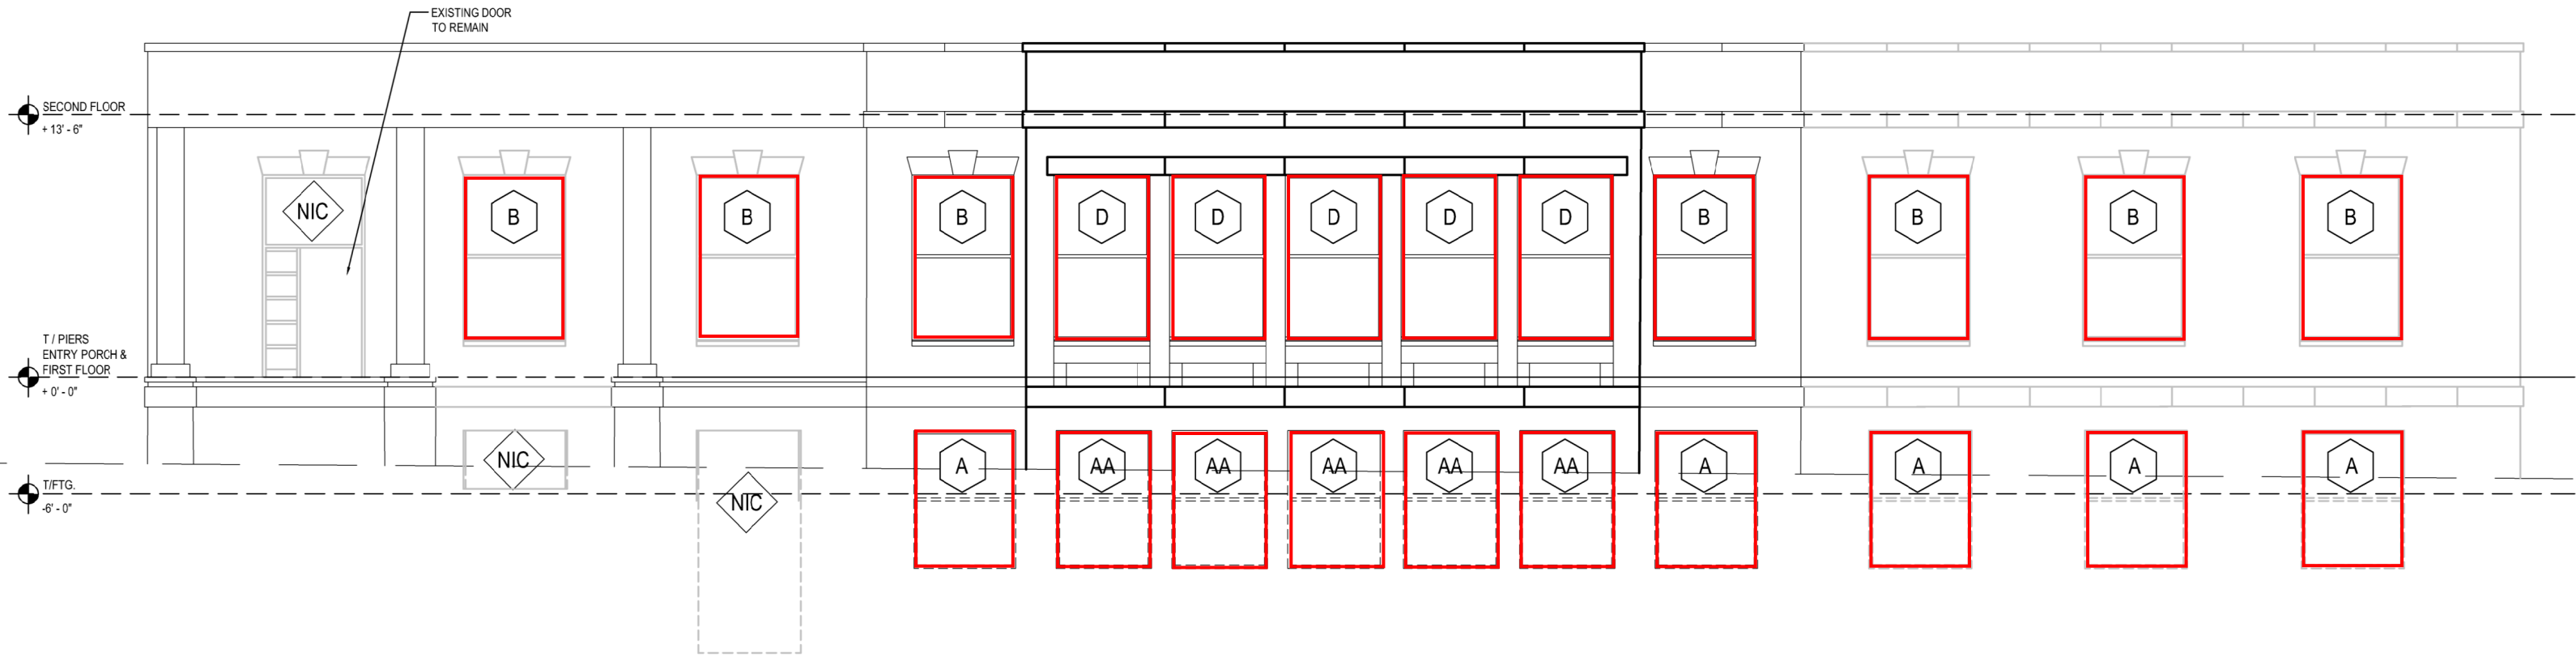 EXISTING DOOR
TO REMAIN
SECOND FLOOR
+ 13' - 6"
NIC
B
B
B
D
D
D
D
D
B
B
B
B
T / PIERS
ENTRY PORCH &
FIRST FLOOR
+ 0' - 0"
NIC
NIC
A
AA
AA
AA
AA
AA
A
A
A
A
T/FTG.
-6' - 0"